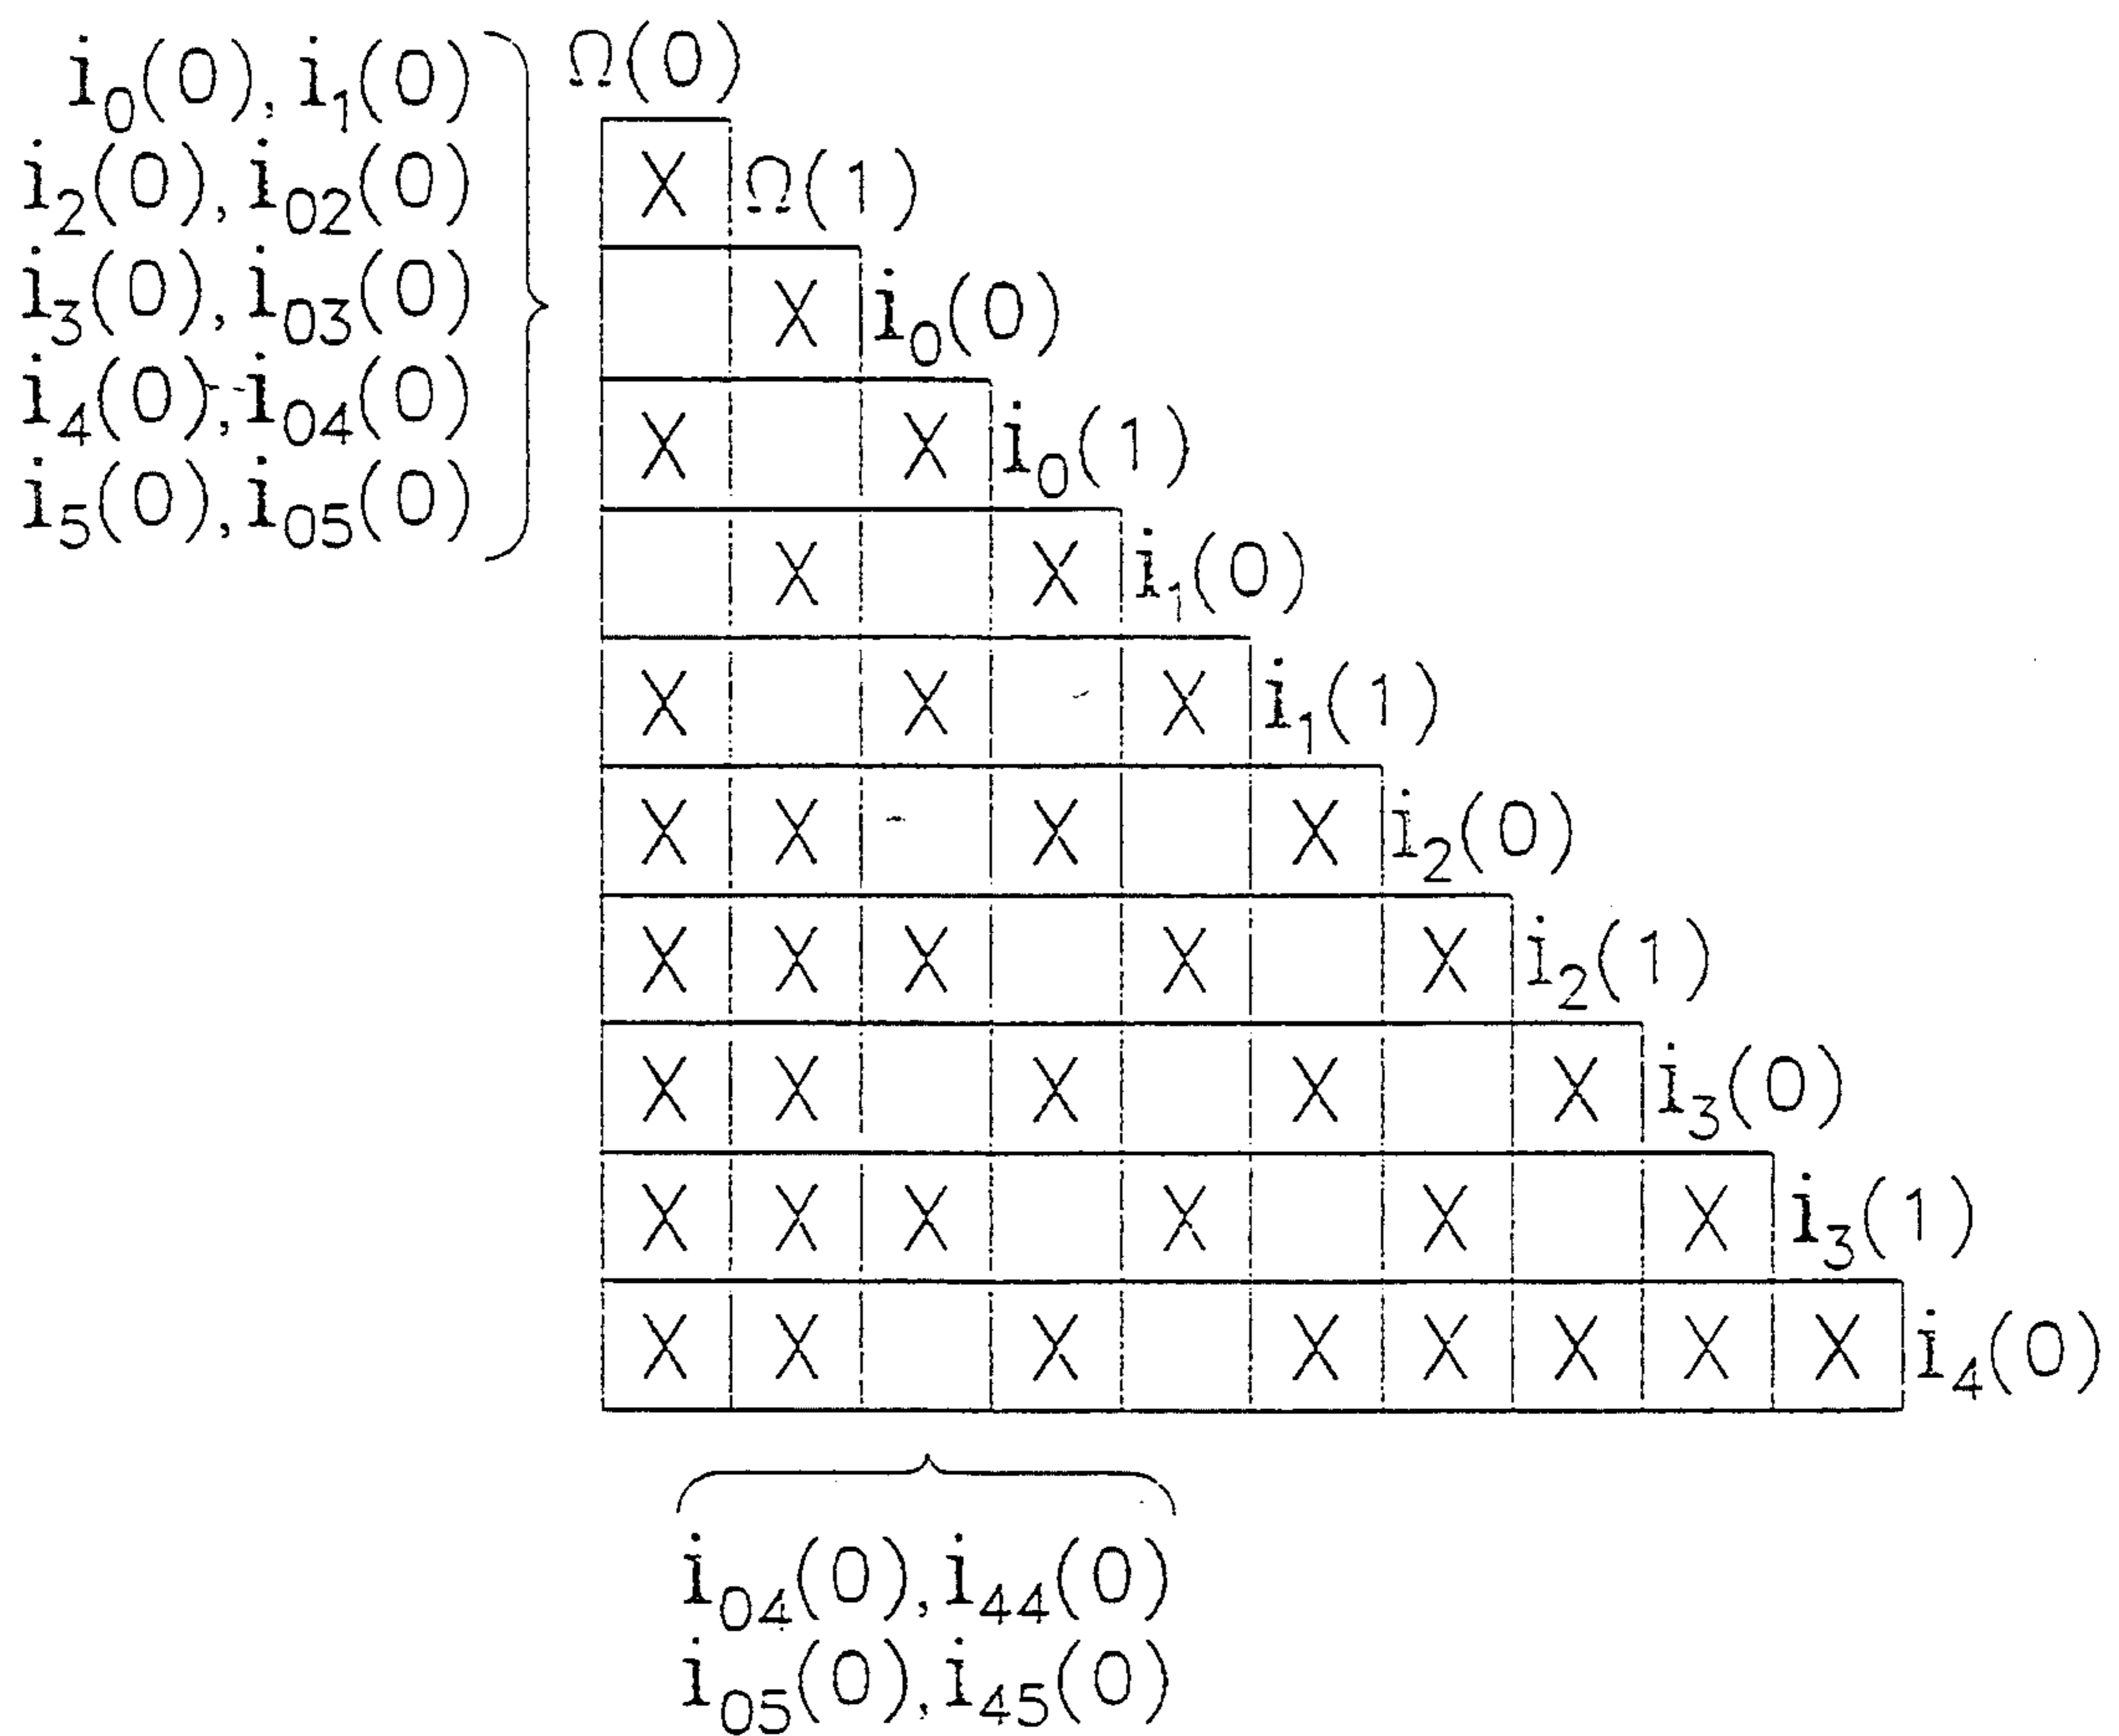 i₀(0), i₁(0)
i₂(0), i₀₂(0)
i₃(0), i₀₃(0)
i₄(0), i₀₄(0)
i₅(0), i₀₅(0)
Ω(0)
X Ω(1)
X i₀(0)
X X i₀(1)
X X i₁(0)
X X X i₁(1)
X X X X i₂(0)
X X X X X i₂(1)
X X X X X i₃(0)
X X X X X X i₃(1)
X X X X X X X X i₄(0)
i₀₄(0), i₄₄(0)
i₀₅(0), i₄₅(0)